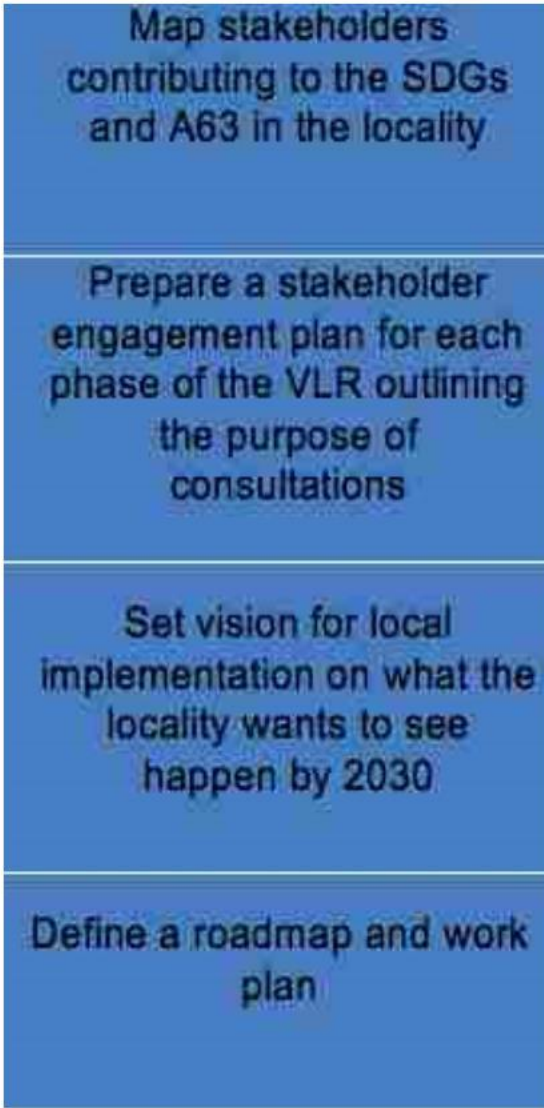 Map stakeholders
contributing to the SDGs
and A63 in the locality
Prepare a stakeholder
engagement plan for each
phase of the VLR outlining
the purpose of
consultations
Set vision for local
implementation on what the
locality wants to see
happen by 2030
Define a roadmap and work
plan